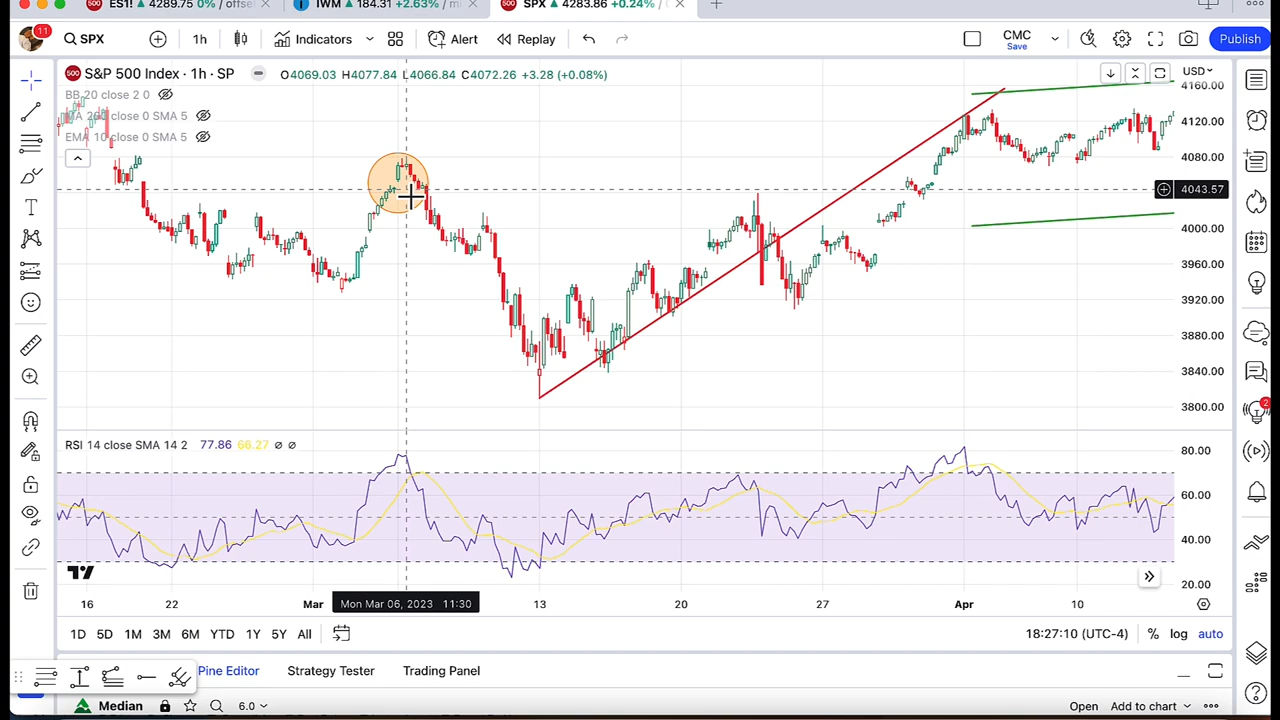 ES1! ▲ 4289.75 0% / offset
IWM ▲ 184.31 +2.63% / m
SPX ▲ 4283.86 +0.24% /
11
SPX
1h
Indicators
Alert
Replay
CMC
Save
Publish
500 S&P 500 Index · 1h · SP
O4069.03 H4077.84 L4066.84 C4072.26 +3.28 (+0.08%)
USD
BB 20 close 2 0
MA 200 close 0 SMA 5
EMA 10 close 0 SMA 5
4160.00
4120.00
4080.00
4043.57
4000.00
3960.00
3920.00
3880.00
3840.00
3800.00
RSI 14 close SMA 14 2 77.86 66.27 ∅ ∅
80.00
60.00
40.00
20.00
2
16
22
Mar
Mon Mar 06, 2023 11:30
13
20
27
Apr
10
1D 5D 1M 3M 6M YTD 1Y 5Y All
18:27:10 (UTC-4)
% log auto
Pine Editor
Strategy Tester
Trading Panel
Median
6.0
Open
Add to chart